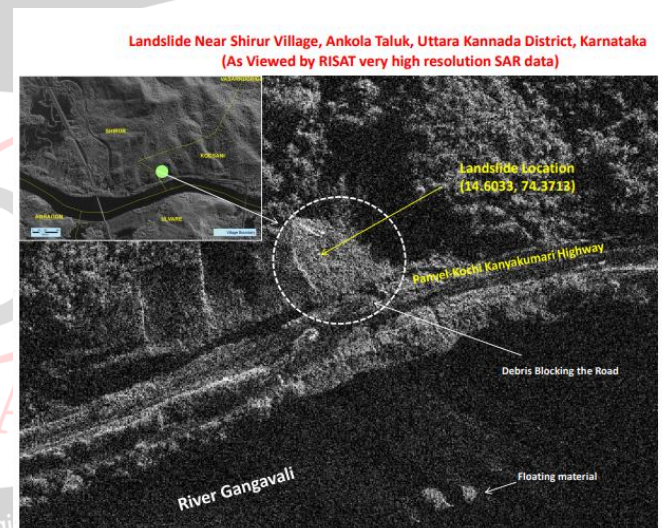 Landslide Near Shirur Village, Ankola Taluk, Uttara Kannada District, Karnataka
(As Viewed by RISAT very high resolution SAR data)
SHIRUR
KODSANI
ULVARE
Village Boundary
Landslide Location
(14.6033, 74.3713)
Panvel-Kochi Kanyakumari Highway
Debris Blocking the Road
Floating material
River Gangavali